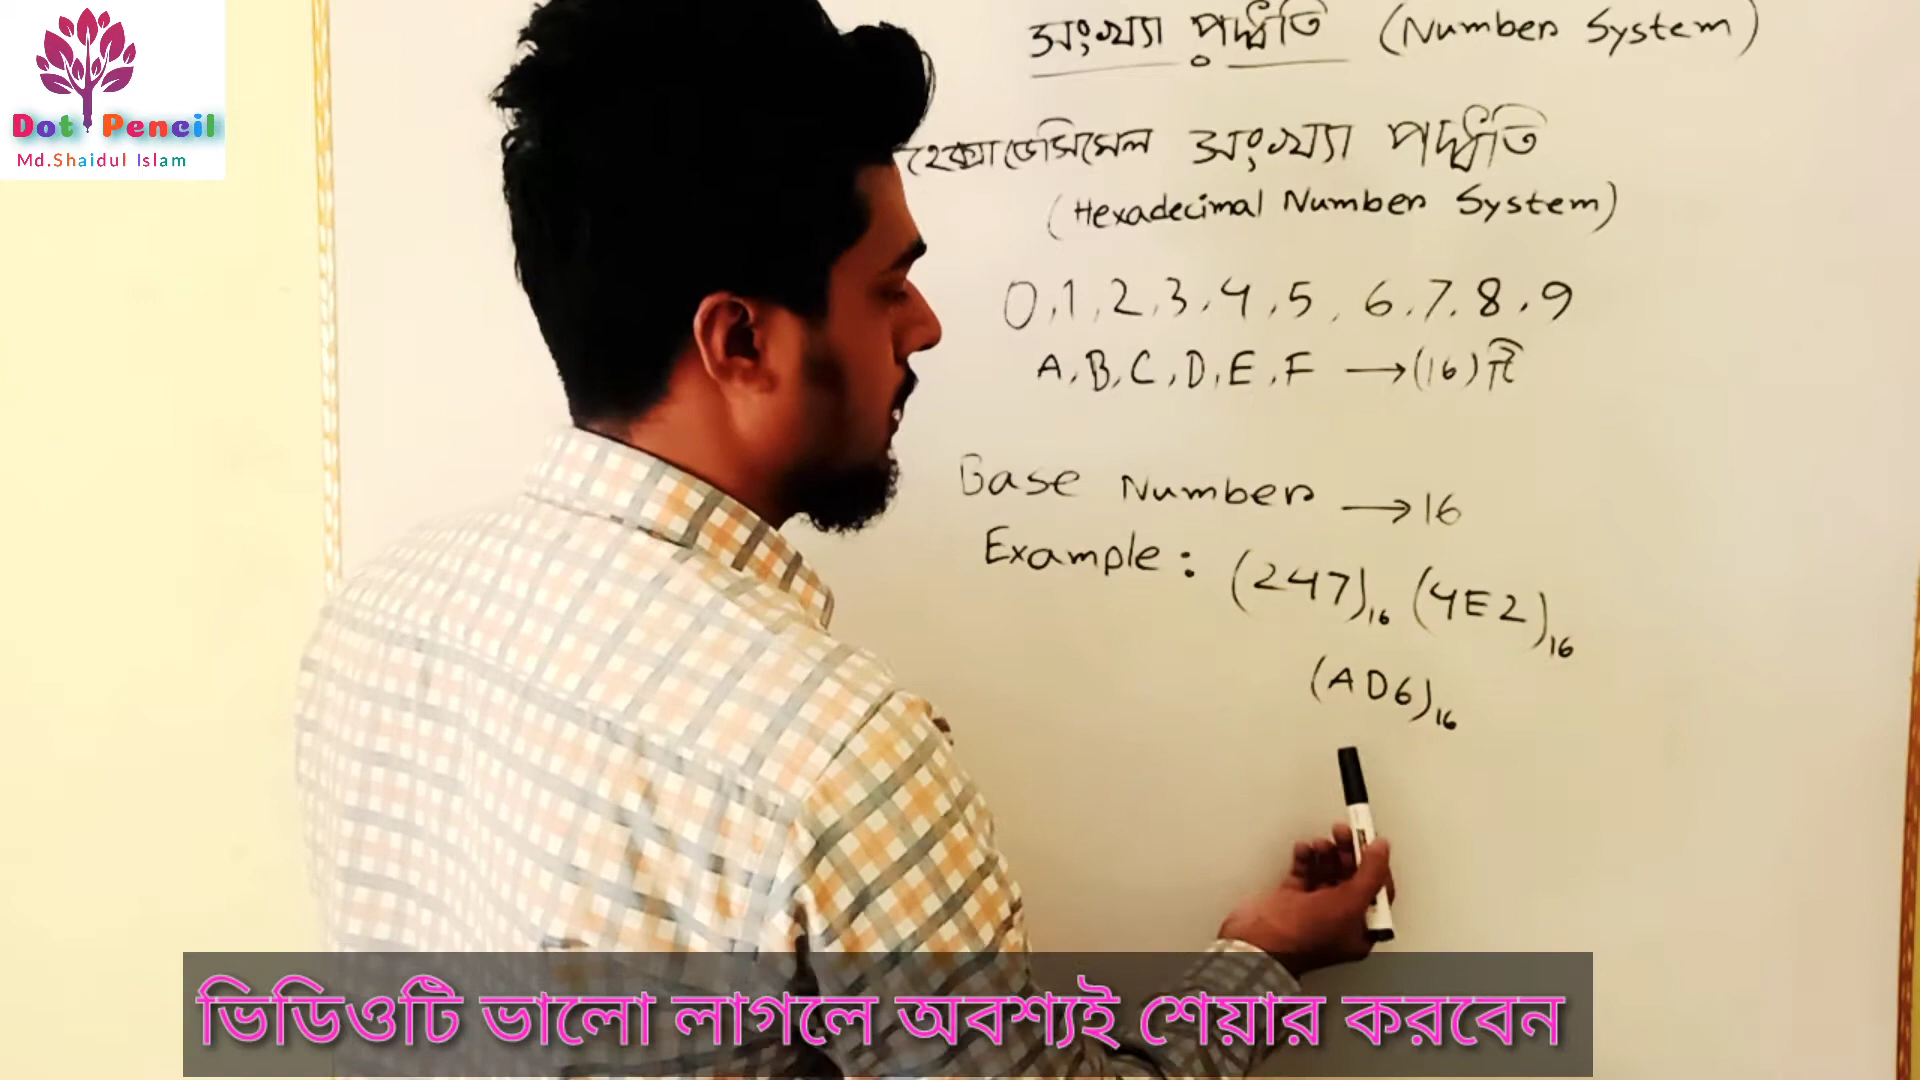 Dot Pencil
Md.Shaidul Islam
সংখ্যা পদ্ধতি (Number System)
হেক্সাডেসিমেল সংখ্যা পদ্ধতি
(Hexadecimal Number System)
0,1,2,3,4,5,6,7,8,9
A,B,C,D,E,F →(16)টি
Base Number →16
Example: (247)₁₆ (4E2)₁₆
(AD6)₁₆
ভিডিওটি ভালো লাগলে অবশ্যই শেয়ার করবেন